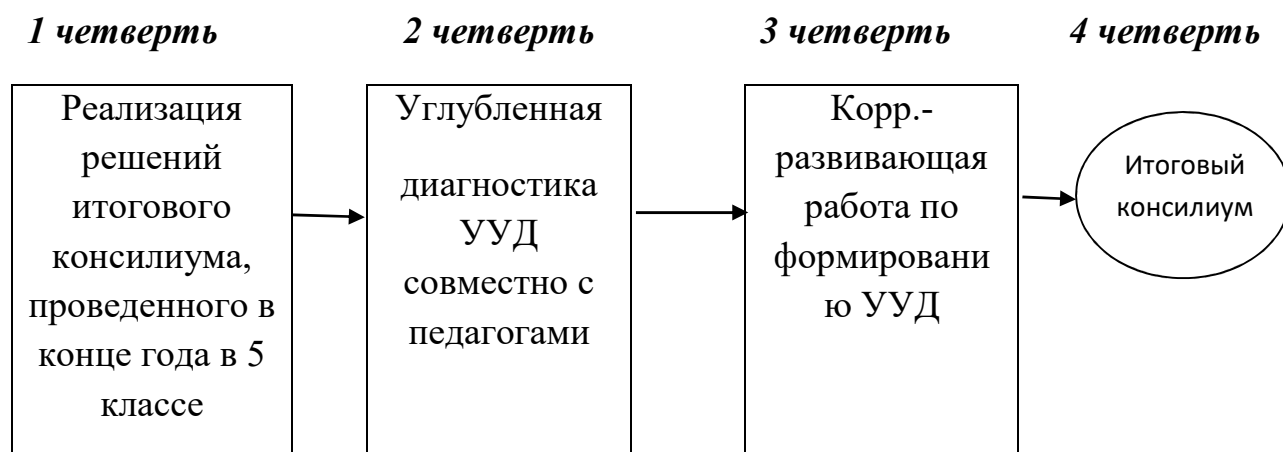 1 четверть
2 четверть
3 четверть
4 четверть
Реализация
решений
итогового
консилиума,
проведенного в
конце года в 5
классе
Углубленная
диагностика
УУД
совместно с
педагогами
Корр.-
развивающая
работа по
формировани
ю УУД
Итоговый
консилиум